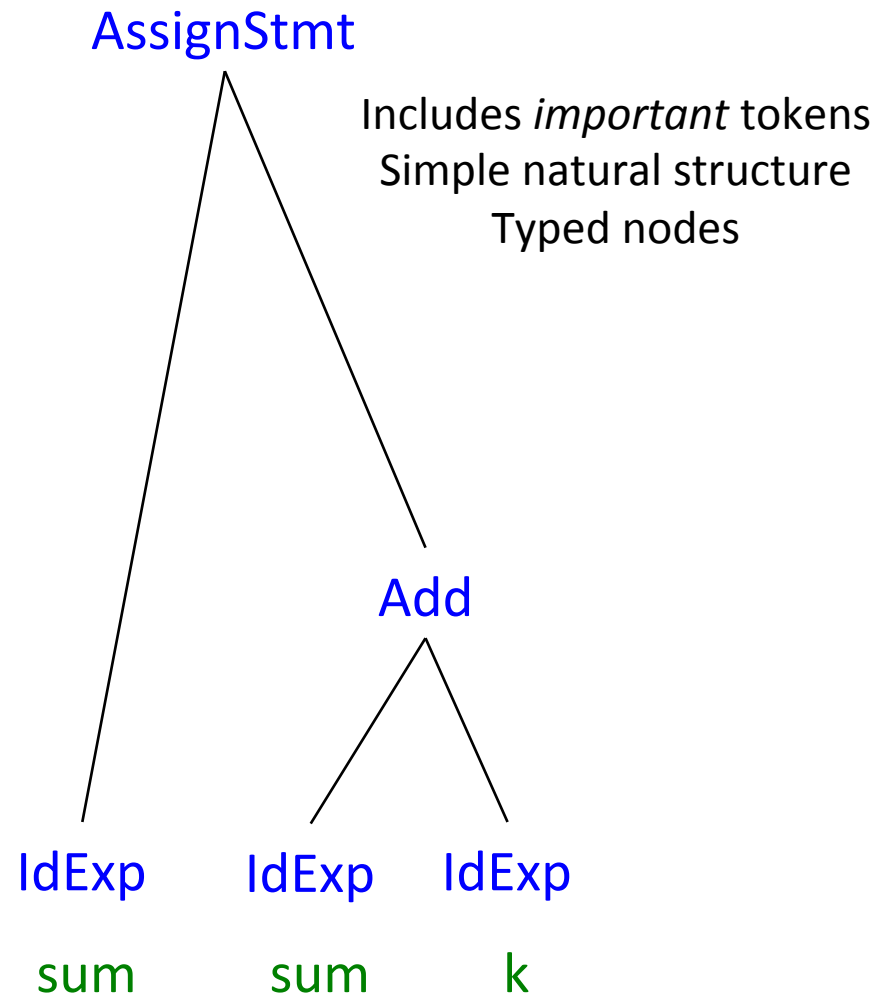 AssignStmt
Includes important tokens
Simple natural structure
Typed nodes
Add
IdExp IdExp IdExp
sum sum k